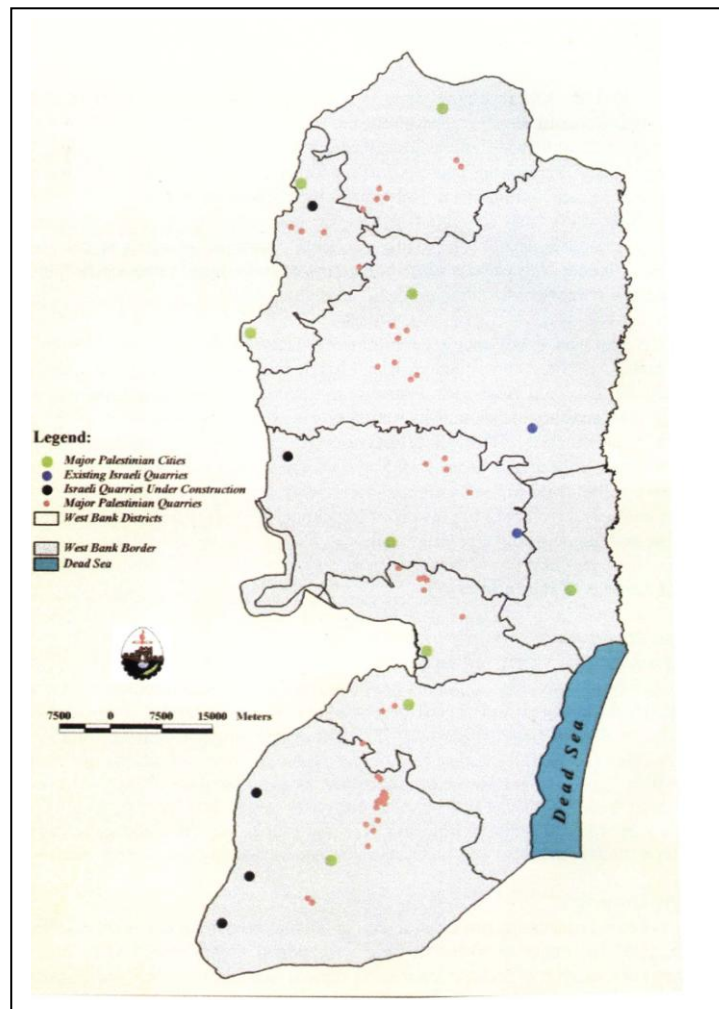 Legend:
Major Palestinian Cities
Existing Israeli Quarries
Israeli Quarries Under Construction
Major Palestinian Quarries
West Bank Districts
West Bank Border
Dead Sea
7500 0 7500 15000 Meters
Dead Sea